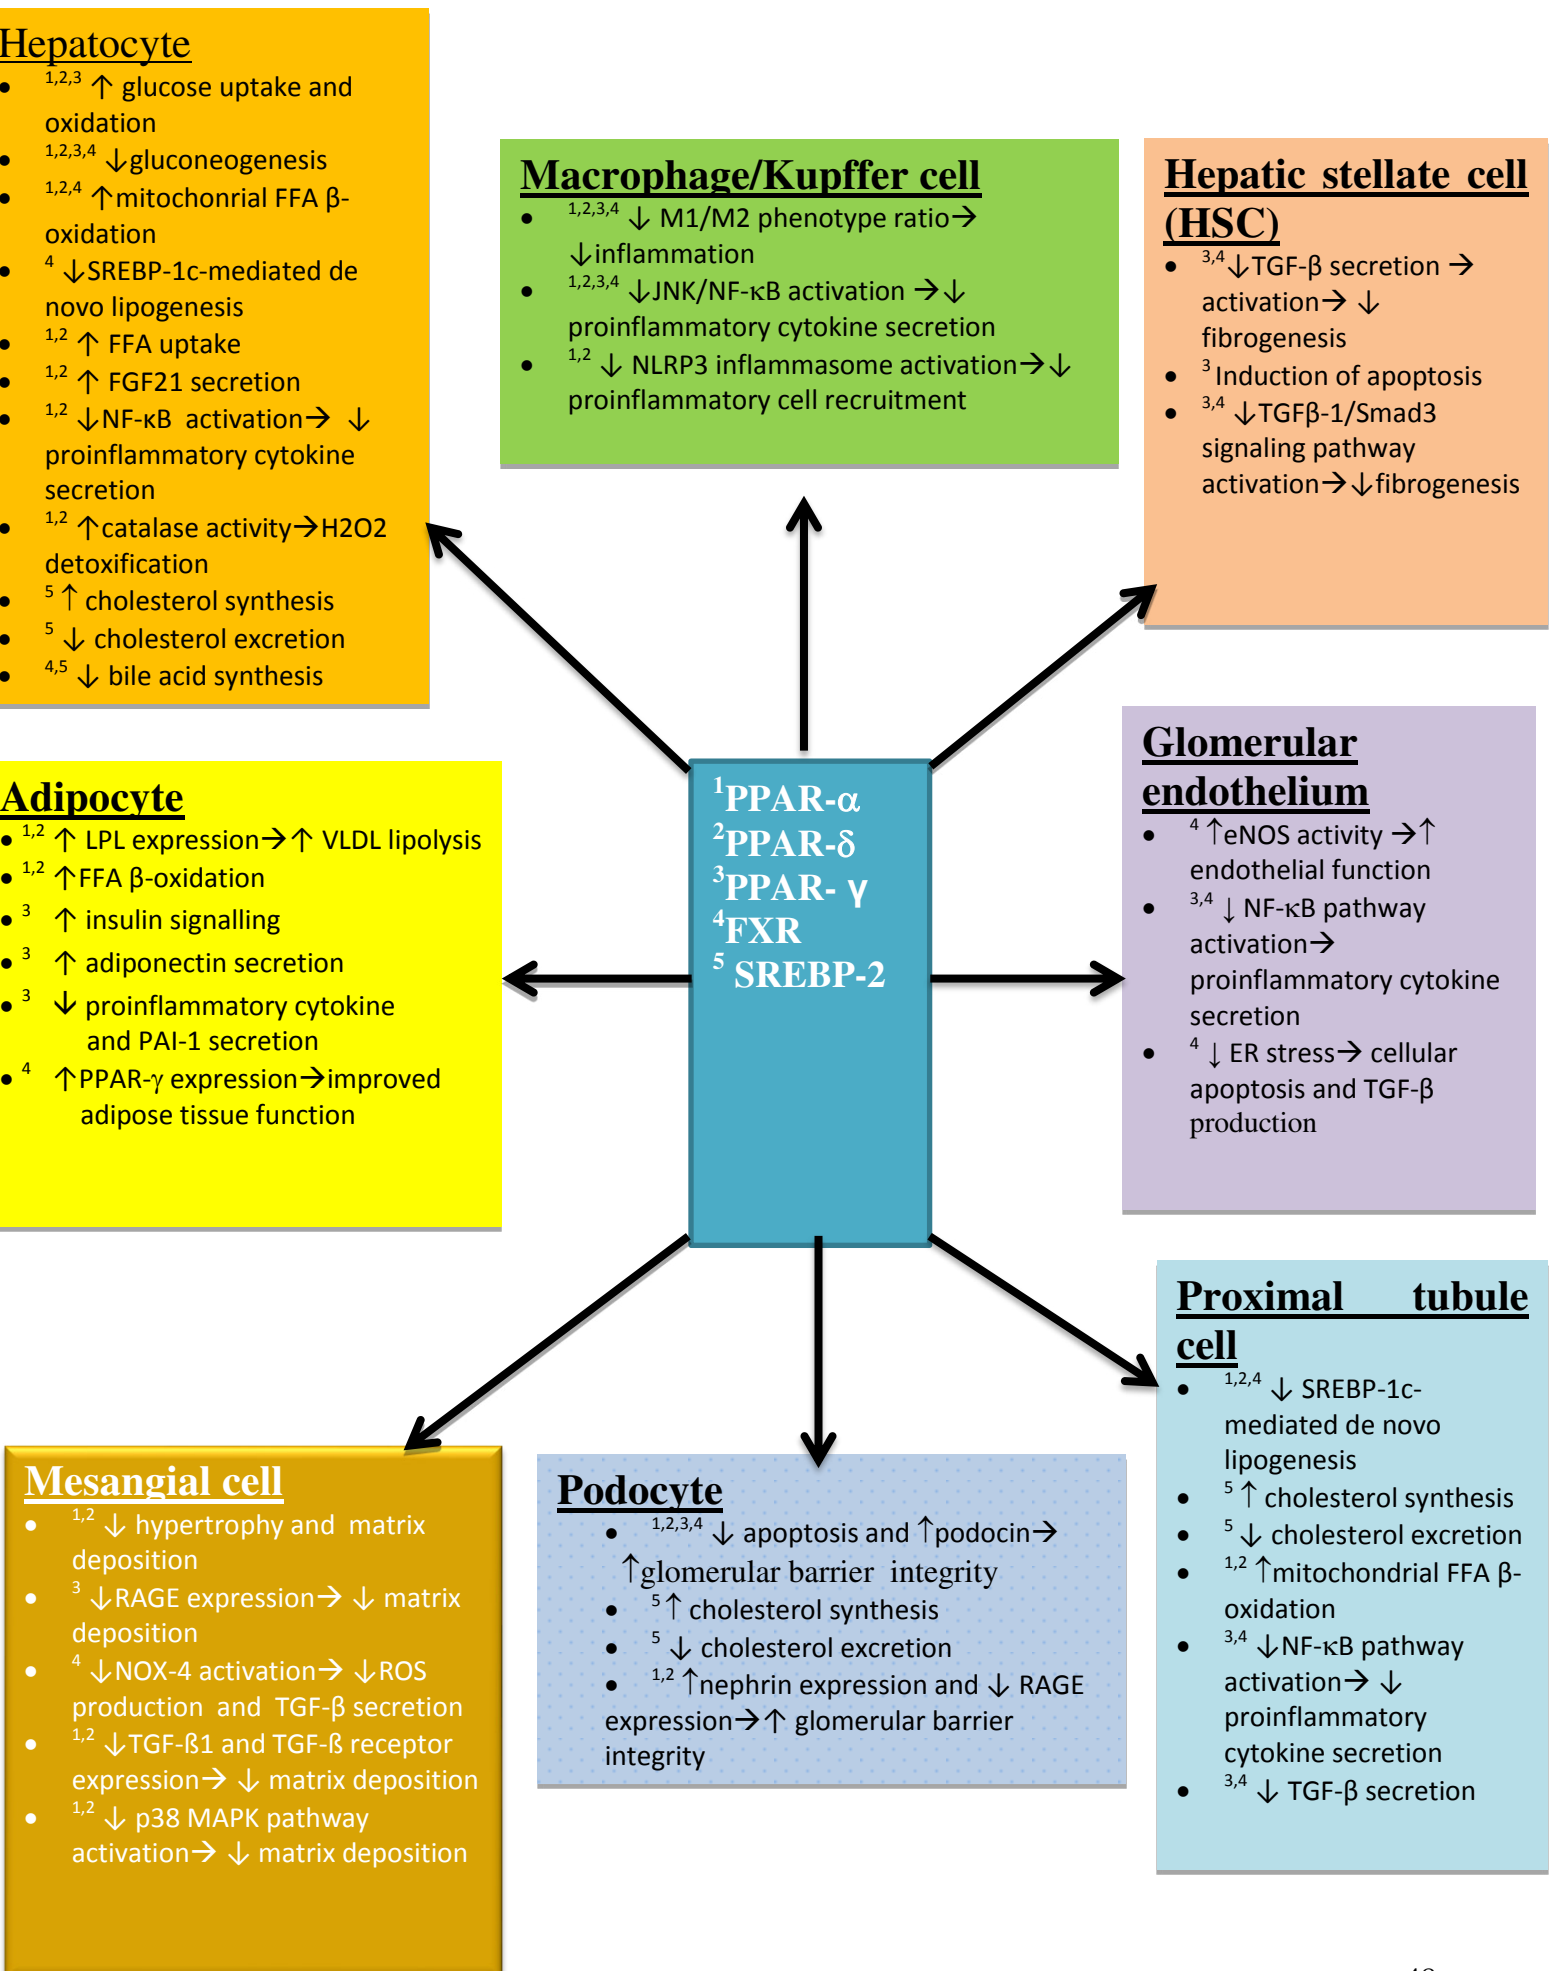 Hepatocyte
• 1,2,3 ↑ glucose uptake and
oxidation
• 1,2,3,4 ↓gluconeogenesis
• 1,2,4 ↑mitochonrial FFA β-
oxidation
• 4 ↓SREBP-1c-mediated de
novo lipogenesis
• 1,2 ↑ FFA uptake
• 1,2 ↑ FGF21 secretion
• 1,2 ↓NF-κB activation→ ↓
proinflammatory cytokine
secretion
• 1,2 ↑catalase activity→H2O2
detoxification
• 5 ↑ cholesterol synthesis
• 5 ↓ cholesterol excretion
• 4,5 ↓ bile acid synthesis
Macrophage/Kupffer cell
• 1,2,3,4 ↓ M1/M2 phenotype ratio→
↓inflammation
• 1,2,3,4 ↓JNK/NF-κB activation →↓
proinflammatory cytokine secretion
• 1,2 ↓ NLRP3 inflammasome activation→↓
proinflammatory cell recruitment
Hepatic stellate cell
(HSC)
• 3,4↓TGF-β secretion →
activation→ ↓
fibrogenesis
• 3 Induction of apoptosis
• 3,4 ↓TGFβ-1/Smad3
signaling pathway
activation→↓fibrogenesis
Adipocyte
• 1,2 ↑ LPL expression→↑ VLDL lipolysis
• 1,2 ↑FFA β-oxidation
• 3 ↑ insulin signalling
• 3 ↑ adiponectin secretion
• 3 ↓ proinflammatory cytokine
and PAI-1 secretion
• 4 ↑PPAR-γ expression→improved
adipose tissue function
1PPAR-α
2PPAR-δ
3PPAR- γ
4FXR
5 SREBP-2
Glomerular
endothelium
• 4 ↑eNOS activity →↑
endothelial function
• 3,4 ↓ NF-κB pathway
activation→
proinflammatory cytokine
secretion
• 4 ↓ ER stress→ cellular
apoptosis and TGF-β
production
Mesangial cell
• 1,2 ↓ hypertrophy and matrix
deposition
• 3 ↓RAGE expression→ ↓ matrix
deposition
• 4 ↓NOX-4 activation→ ↓ROS
production and TGF-β secretion
• 1,2 ↓TGF-ß1 and TGF-ß receptor
expression→ ↓ matrix deposition
• 1,2 ↓ p38 MAPK pathway
activation→ ↓ matrix deposition
Podocyte
• 1,2,3,4 ↓ apoptosis and ↑podocin→
↑glomerular barrier integrity
• 5↑ cholesterol synthesis
• 5 ↓ cholesterol excretion
• 1,2 ↑nephrin expression and ↓ RAGE
expression→↑ glomerular barrier
integrity
Proximal tubule
cell
• 1,2,4 ↓ SREBP-1c-
mediated de novo
lipogenesis
• 5 ↑ cholesterol synthesis
• 5 ↓ cholesterol excretion
• 1,2 ↑mitochondrial FFA β-
oxidation
• 3,4 ↓NF-κB pathway
activation→ ↓
proinflammatory
cytokine secretion
• 3,4 ↓ TGF-β secretion